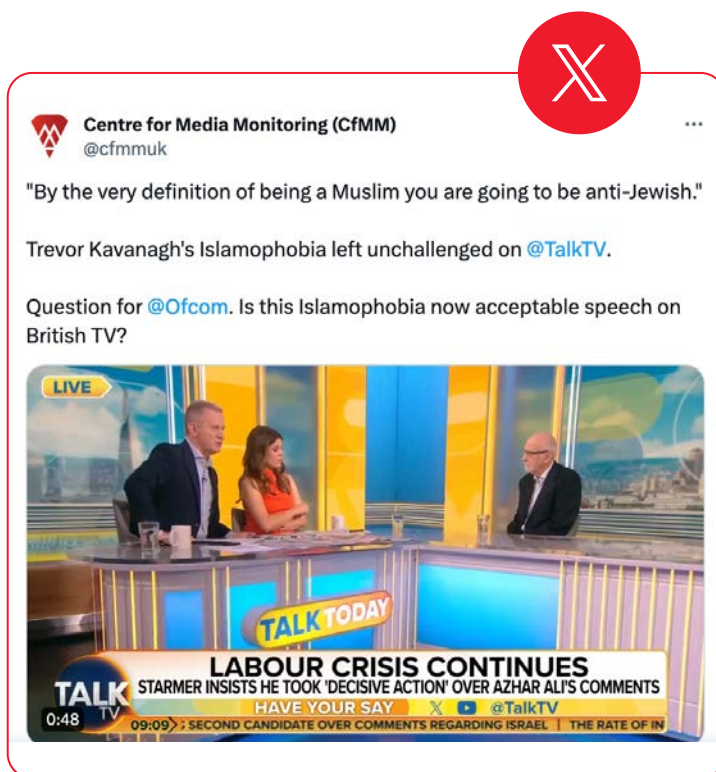 Centre for Media Monitoring (CfMM)
@cfmmuk
"By the very definition of being a Muslim you are going to be anti-Jewish."
Trevor Kavanagh's Islamophobia left unchallenged on @TalkTV.
Question for @Ofcom. Is this Islamophobia now acceptable speech on
British TV?
LIVE
TALK TODAY
LABOUR CRISIS CONTINUES
STARMER INSISTS HE TOOK 'DECISIVE ACTION' OVER AZHAR ALI'S COMMENTS
TALK TV
HAVE YOUR SAY X @TalkTV
0:48
09:09 ; SECOND CANDIDATE OVER COMMENTS REGARDING ISRAEL | THE RATE OF IN